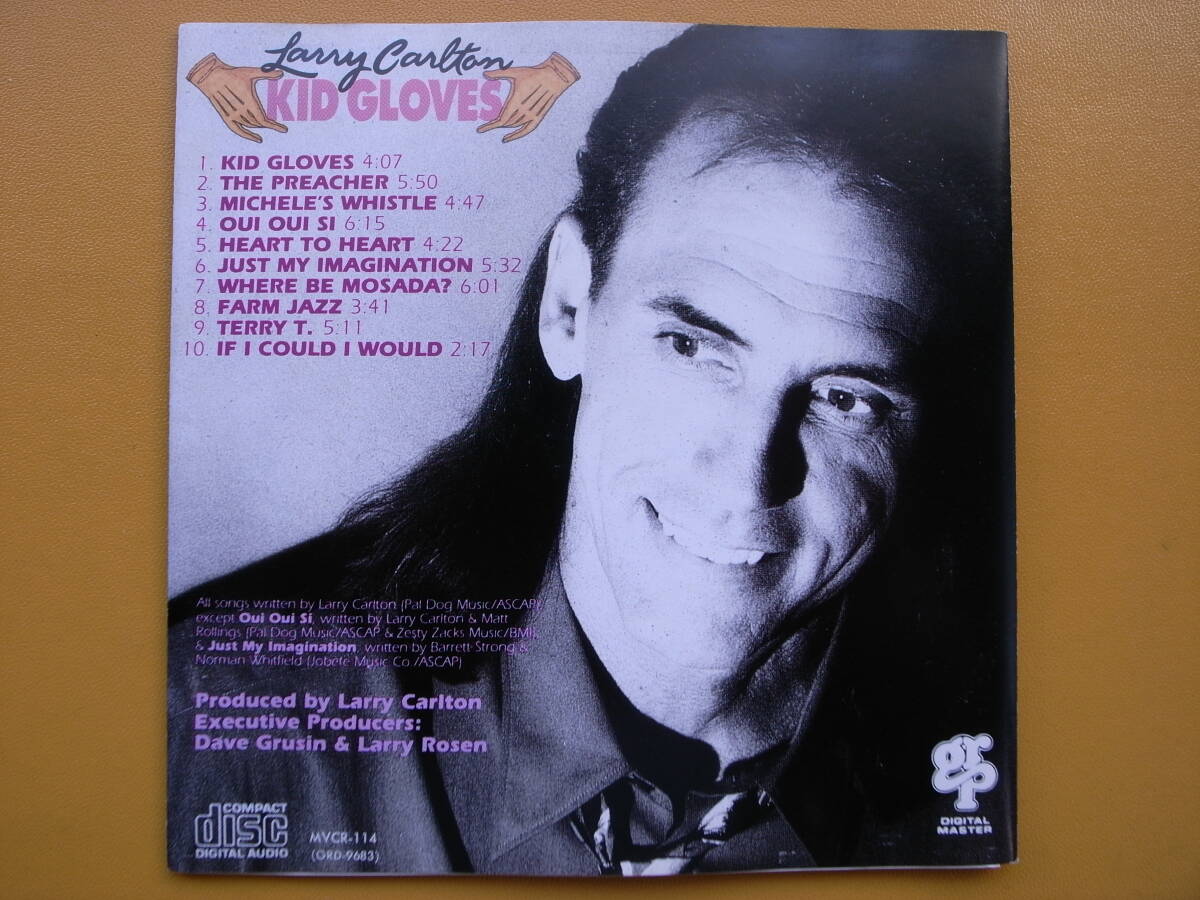 Larry Carlton
KID GLOVES
1. KID GLOVES 4:07
2. THE PREACHER 5:50
3. MICHELE'S WHISTLE 4:47
4. OUI OUI SI 6:15
5. HEART TO HEART 4:22
6. JUST MY IMAGINATION 5:32
7. WHERE BE MOSADA? 6:01
8. FARM JAZZ 3:41
9. TERRY T. 5:11
10. IF I COULD I WOULD 2:17
All songs written by Larry Carlton (Pal Dog Music/ASCAP),
except Oui Oui Si, written by Larry Carlton & Matt
Rollings (Pal Dog Music/ASCAP & Zesty Zacks Music/BMI),
& Just My Imagination, written by Barrett Strong &
Norman Whitfield (Jobete Music Co./ASCAP)
Produced by Larry Carlton
Executive Producers:
Dave Grusin & Larry Rosen
COMPACT
disc
DIGITAL AUDIO
MVCR-114
(GRD-9683)
grp
DIGITAL
MASTER